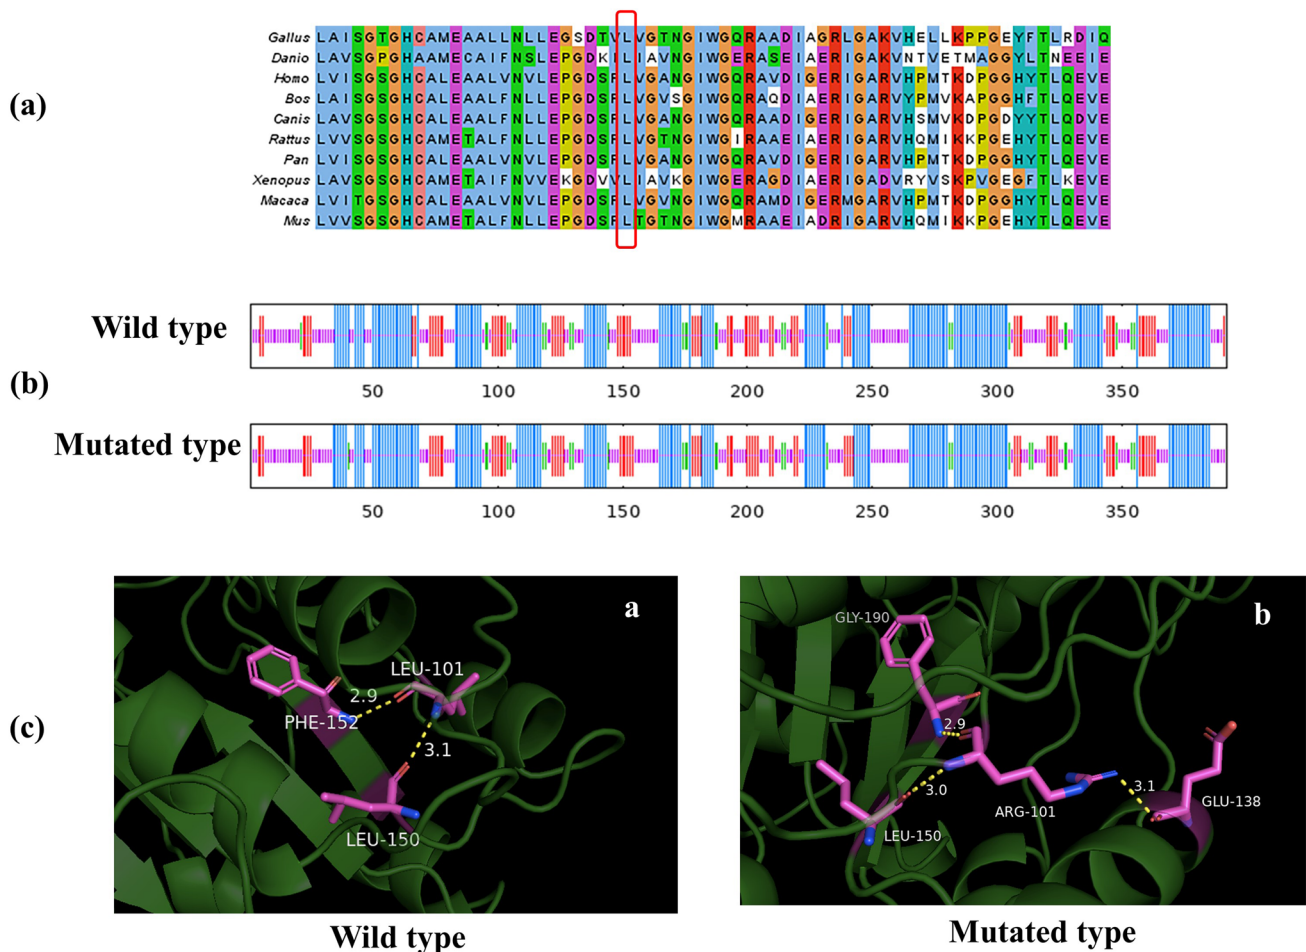 (a)
Gallus LAISGTGHCAMEAALLNLLEGSDTVLVGTNGIWGQRAADIAGRLGAKVHELLKPPGEYFTLRDIQ
Danio LAVSGPGHAAMECAIFNSLEPGDKILIAVNGIWGERASEIAERIGAKVNTVETMAGGYLTNEEIE
Homo LVISGSGHCALEAALVNVLEPGDSFLVGANGIWGQRAVDIGERIGARVHPMTKDPGGHYTLQEVE
Bos LAISGSGHCALEAALFNLLEPGDSFLVGVSGIWGQRAQDIAERIGARVYPMVKAPGGHFTLQEVE
Canis LAVSGSGHCALEAALFNLLEPGDSFLVGANGIWGQRAADIAERIGARVHSMVKDPGDYYTLQDVE
Rattus LVVSGSGHCAMETALFNLLEPGDSFLVGTNGIWGIRAAEIAERIGARVHQMIKKPGEHYTLQEVE
Pan LVISGSGHCALEAALVNVLEPGDSFLVGANGIWGQRAVDIGERIGARVHPMTKDPGGHYTLQEVE
Xenopus LAVSGSGHCAMETAIFNVVEKGDVVLIAVKGIWGERAGDIAERIGADVRYVSKPVGEGFTLKEVE
Macaca LVITGSGHCAMETALFNLLEPGDSFLVGVNGIWGQRAMDIGERMGARVHPMTKDPGGHYTLQEVE
Mus LVVSGSGHCAMETALFNLLEPGDSFLTGTNGIWGMRAAEIADRIGARVHQMIKKPGEHYTLQEVE
(b)
Wild type
50 100 150 200 250 300 350
Mutated type
50 100 150 200 250 300 350
(c)
a
LEU-101
2.9
PHE-152
3.1
LEU-150
Wild type
b
GLY-190
2.9
3.0
3.1
ARG-101
GLU-138
LEU-150
Mutated type